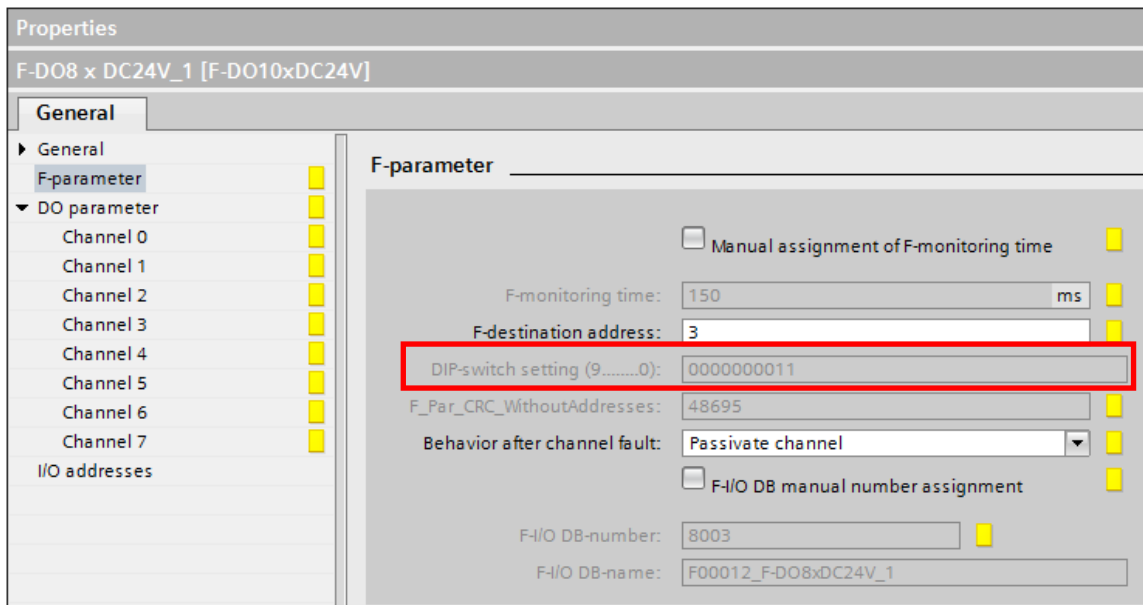 Properties
F-DO8 x DC24V_1 [F-DO10xDC24V]
General
General
F-parameter
DO parameter
Channel 0
Channel 1
Channel 2
Channel 3
Channel 4
Channel 5
Channel 6
Channel 7
I/O addresses
F-parameter
Manual assignment of F-monitoring time
F-monitoring time: 150 ms
F-destination address: 3
DIP-switch setting (9........0): 0000000011
F_Par_CRC_WithoutAddresses: 48695
Behavior after channel fault: Passivate channel
F-I/O DB manual number assignment
F-I/O DB-number: 8003
F-I/O DB-name: F00012_F-DO8xDC24V_1